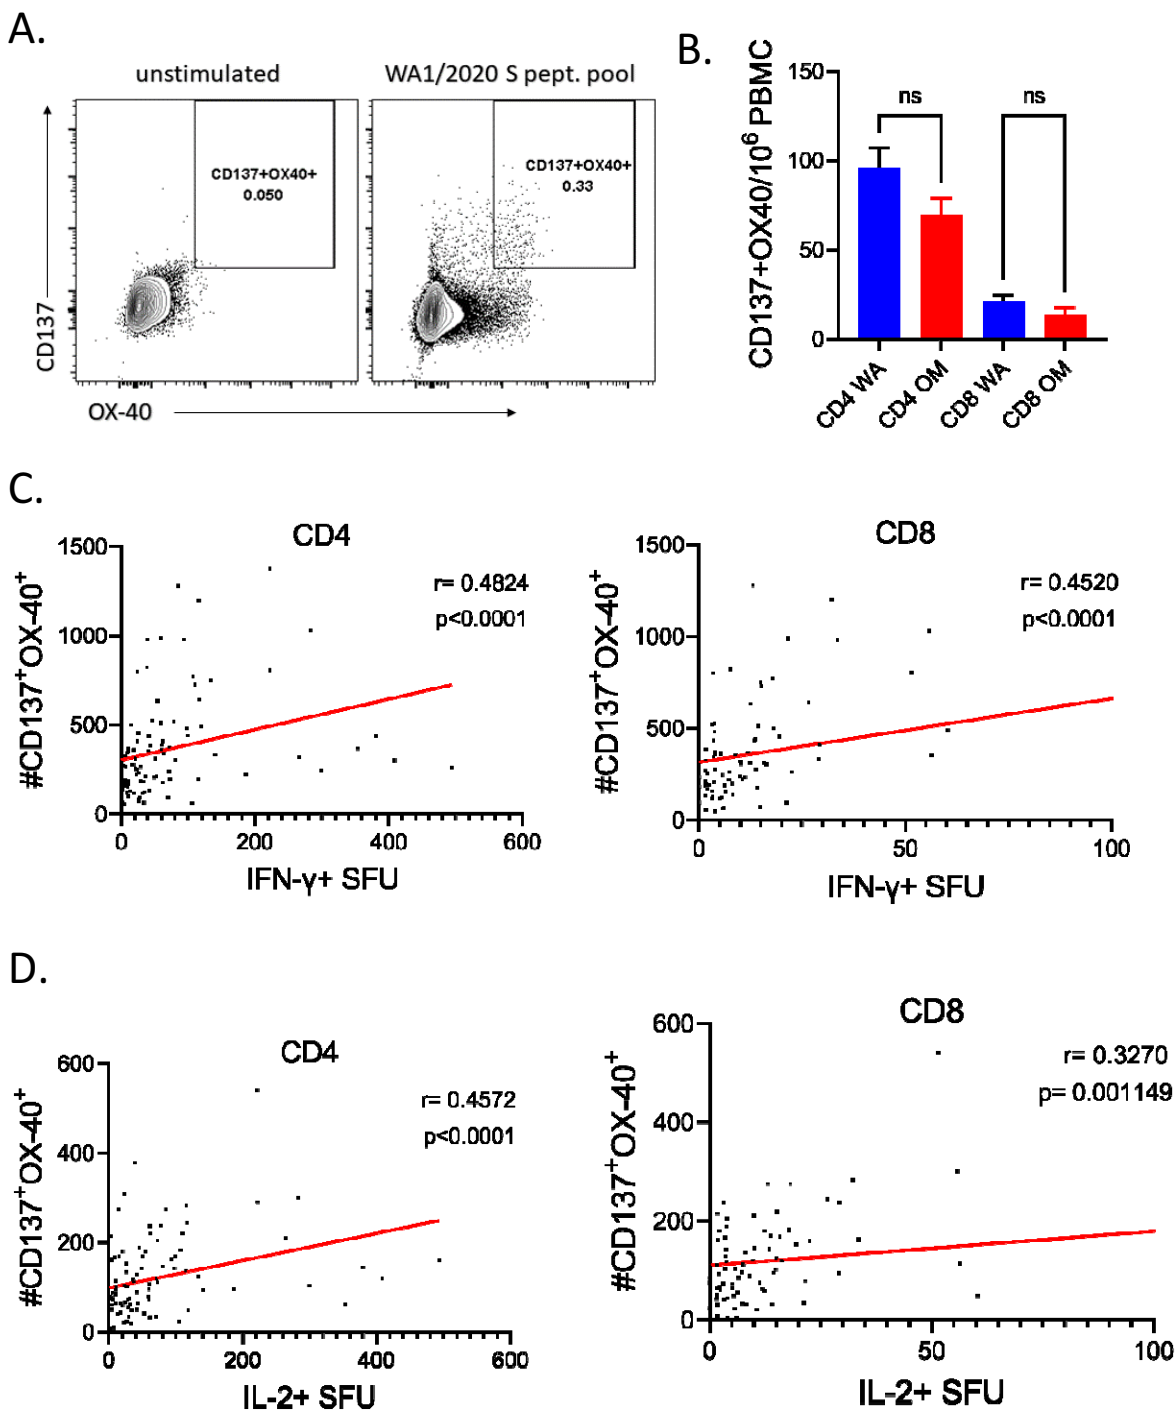 A.
unstimulated
WA1/2020 S pept. pool
CD137+OX40+
0.050
CD137+OX40+
0.33
CD137
OX-40
B.
CD137+OX40/10⁶ PBMC
150
100
50
0
ns
ns
CD4 WA
CD4 OM
CD8 WA
CD8 OM
C.
CD4
#CD137⁺OX-40⁺
1500
1000
500
0
r= 0.4824
p<0.0001
0 200 400 600
IFN-γ+ SFU
CD8
#CD137⁺OX-40⁺
1500
1000
500
0
r= 0.4520
p<0.0001
0 50 100
IFN-γ+ SFU
D.
CD4
#CD137⁺OX-40⁺
600
400
200
0
r= 0.4572
p<0.0001
0 200 400 600
IL-2+ SFU
CD8
#CD137⁺OX-40⁺
600
400
200
0
r= 0.3270
p= 0.001149
0 50 100
IL-2+ SFU